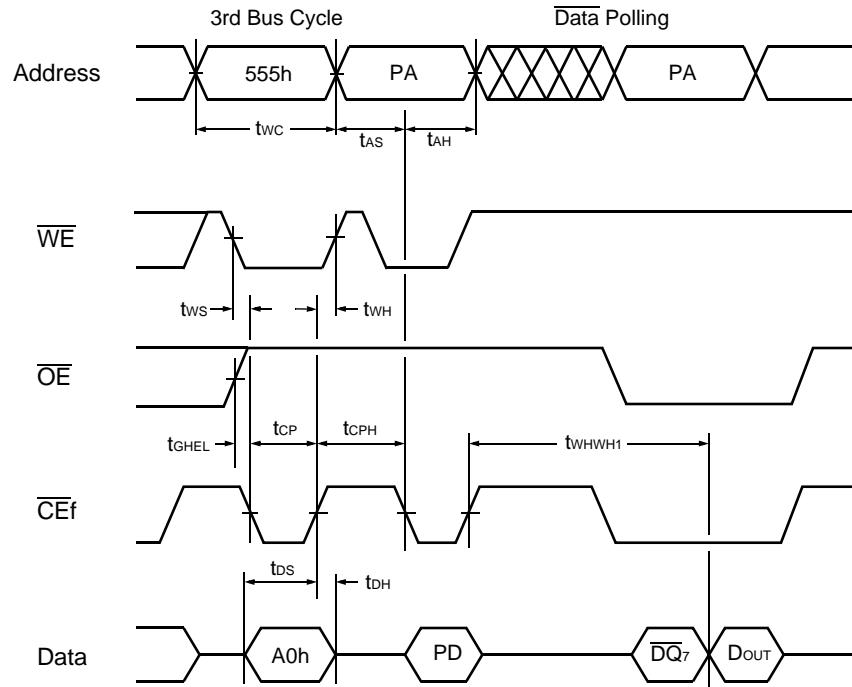 3rd Bus Cycle Data Polling
Address 555h PA PA
tWC tAS tAH
WE
tWS tWH
OE
tGHEL tCP tCPH tWHWH1
CEf
tDS tDH
Data A0h PD DQ7 DOUT